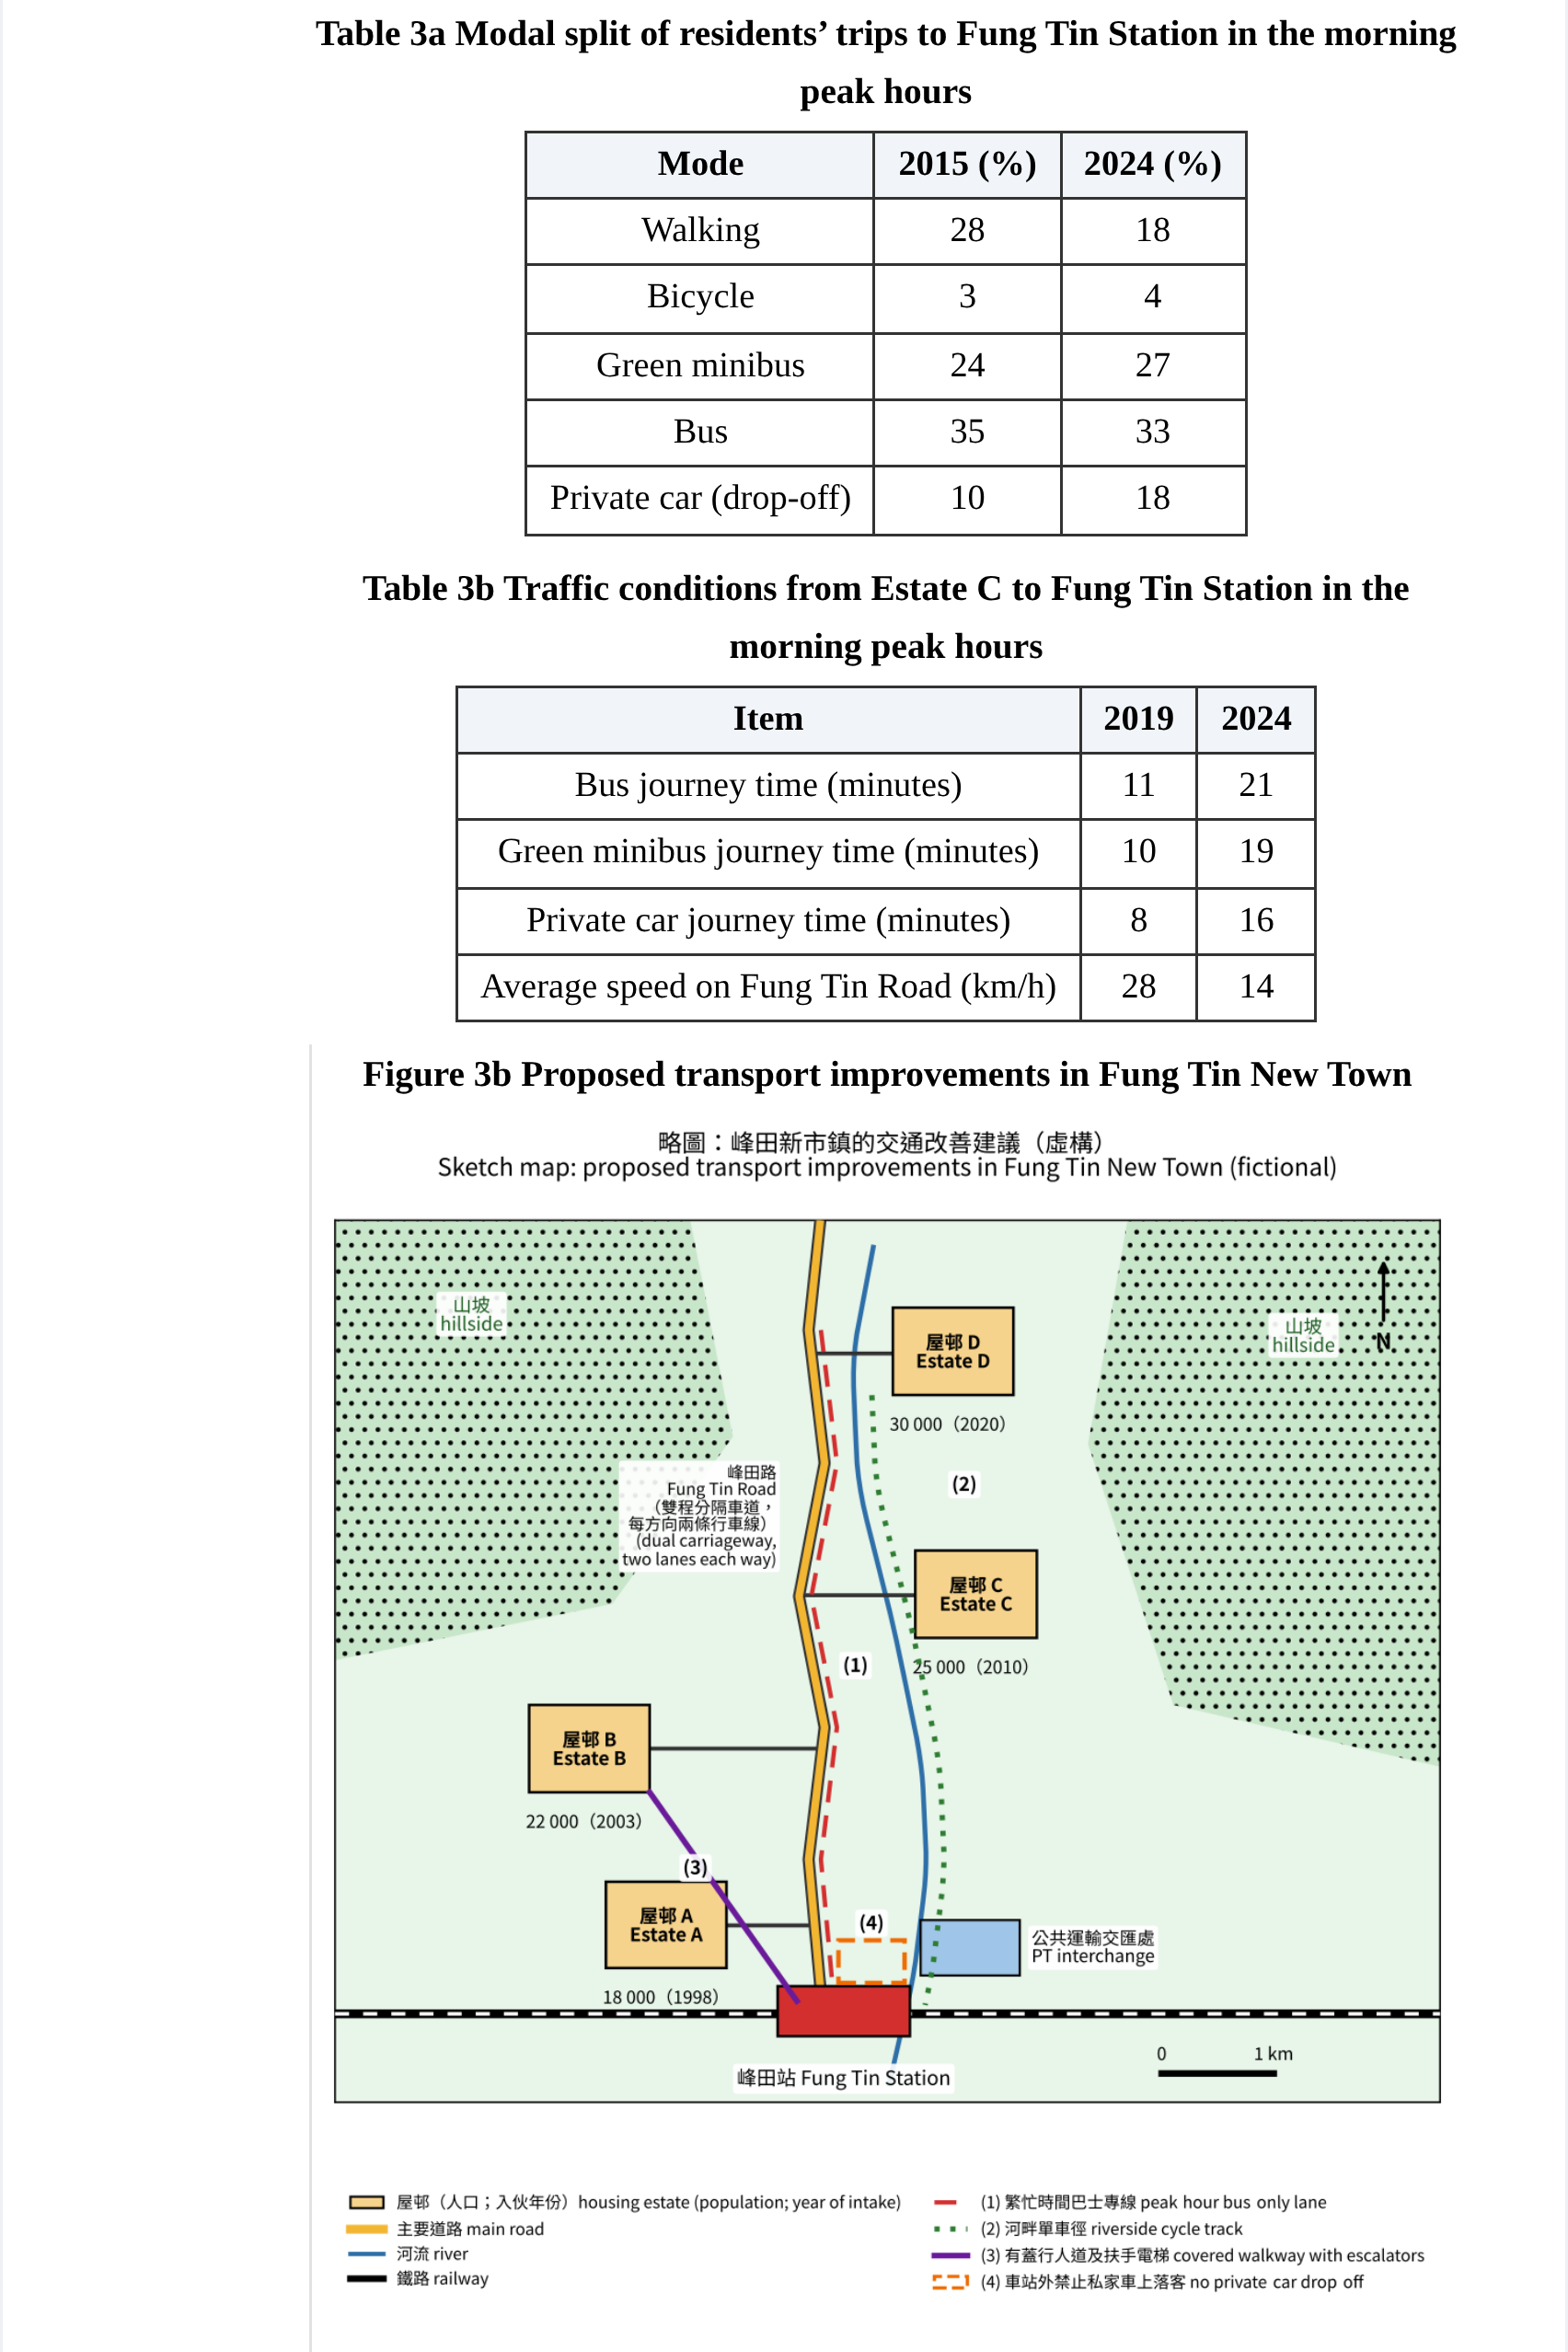 Table 3a Modal split of residents’ trips to Fung Tin Station in the morning
peak hours
Mode 2015 (%) 2024 (%)
Walking 28 18
Bicycle 3 4
Green minibus 24 27
Bus 35 33
Private car (drop-off) 10 18
Table 3b Traffic conditions from Estate C to Fung Tin Station in the
morning peak hours
Item 2019 2024
Bus journey time (minutes) 11 21
Green minibus journey time (minutes) 10 19
Private car journey time (minutes) 8 16
Average speed on Fung Tin Road (km/h) 28 14
Figure 3b Proposed transport improvements in Fung Tin New Town
略圖：峰田新市鎮的交通改善建議（虛構）
Sketch map: proposed transport improvements in Fung Tin New Town (fictional)
山坡
hillside
山坡
hillside
N
屋邨 D
Estate D
30 000（2020）
峰田路
Fung Tin Road
（雙程分隔車道，
每方向兩條行車線）
(dual carriageway,
two lanes each way)
(2)
屋邨 C
Estate C
25 000（2010）
(1)
屋邨 B
Estate B
22 000（2003）
(3)
屋邨 A
Estate A
18 000（1998）
(4)
公共運輸交匯處
PT interchange
0 1 km
峰田站 Fung Tin Station
屋邨（人口；入伙年份）housing estate (population; year of intake)
主要道路 main road
河流 river
鐵路 railway
(1) 繁忙時間巴士專線 peak hour bus only lane
(2) 河畔單車徑 riverside cycle track
(3) 有蓋行人道及扶手電梯 covered walkway with escalators
(4) 車站外禁止私家車上落客 no private car drop off